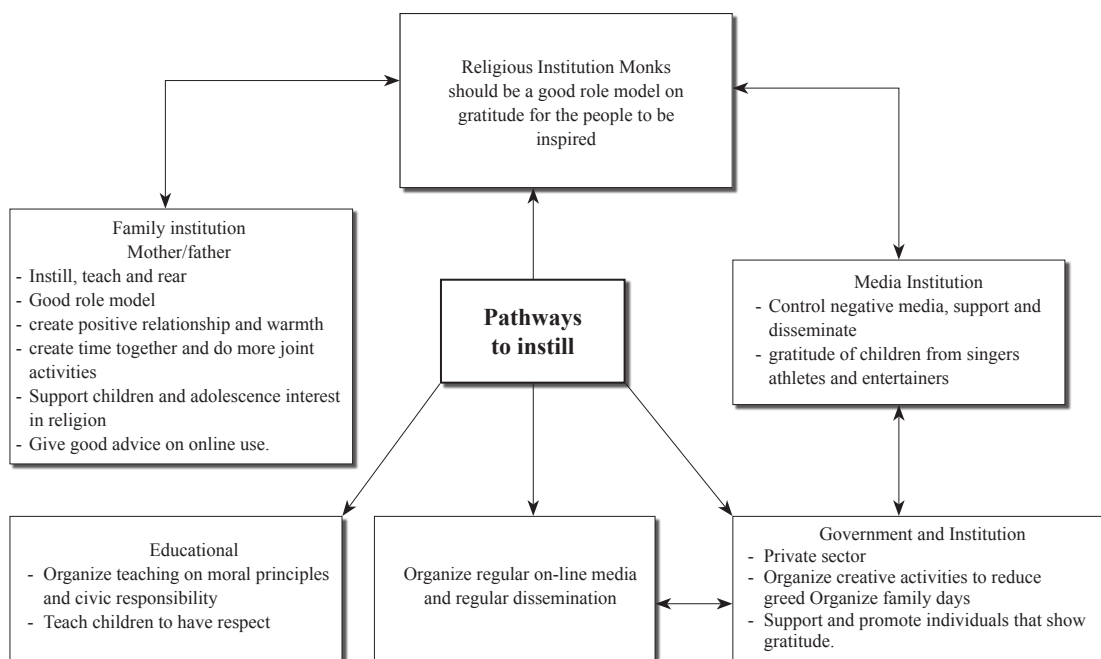 Religious Institution Monks
should be a good role model on
gratitude for the people to be
inspired
Family institution
Mother/father
- Instill, teach and rear
- Good role model
- create positive relationship and warmth
- create time together and do more joint
activities
- Support children and adolescence interest
in religion
- Give good advice on online use.
Pathways
to instill
Media Institution
- Control negative media, support and
disseminate
- gratitude of children from singers
athletes and entertainers
Educational
- Organize teaching on moral principles
and civic responsibility
- Teach children to have respect
Organize regular on-line media
and regular dissemination
Government and Institution
- Private sector
- Organize creative activities to reduce
greed Organize family days
- Support and promote individuals that show
gratitude.